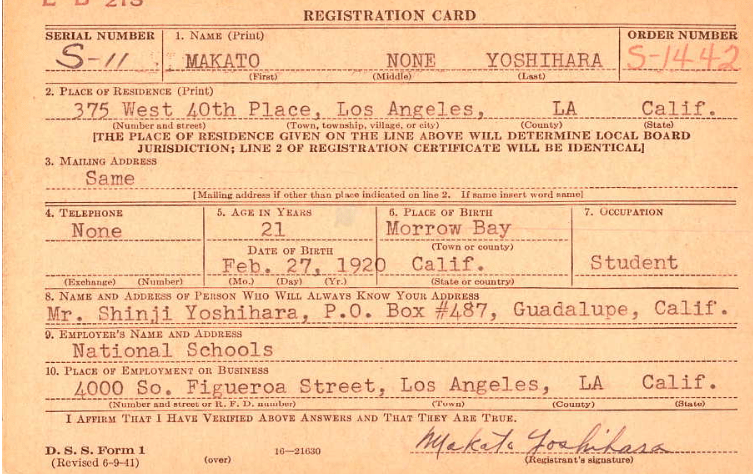 REGISTRATION CARD
SERIAL NUMBER 1. NAME (Print) ORDER NUMBER
S-11 MAKATO NONE YOSHIHARA S-1442
(First) (Middle) (Last)
2. PLACE OF RESIDENCE (Print)
375 West 40th Place, Los Angeles, LA Calif.
(Number and street) (Town, township, village, or city) (County) (State)
[THE PLACE OF RESIDENCE GIVEN ON THE LINE ABOVE WILL DETERMINE LOCAL BOARD
JURISDICTION; LINE 2 OF REGISTRATION CERTIFICATE WILL BE IDENTICAL]
3. MAILING ADDRESS
Same
[Mailing address if other than place indicated on line 2. If same insert word same]
4. TELEPHONE 5. AGE IN YEARS 6. PLACE OF BIRTH 7. OCCUPATION
None 21 Morrow Bay
DATE OF BIRTH (Town or county)
Feb. 27, 1920 Calif. Student
(Exchange) (Number) (Mo.) (Day) (Yr.) (State or country)
8. NAME AND ADDRESS OF PERSON WHO WILL ALWAYS KNOW YOUR ADDRESS
Mr. Shinji Yoshihara, P.O. Box #487, Guadalupe, Calif.
9. EMPLOYER'S NAME AND ADDRESS
National Schools
10. PLACE OF EMPLOYMENT OR BUSINESS
4000 So. Figueroa Street, Los Angeles, LA Calif.
(Number and street or R. F. D. number) (Town) (County) (State)
I AFFIRM THAT I HAVE VERIFIED ABOVE ANSWERS AND THAT THEY ARE TRUE.
D. S. S. Form 1 16—21630 Makato Yoshihara
(Revised 6-9-41) (over) (Registrant's signature)